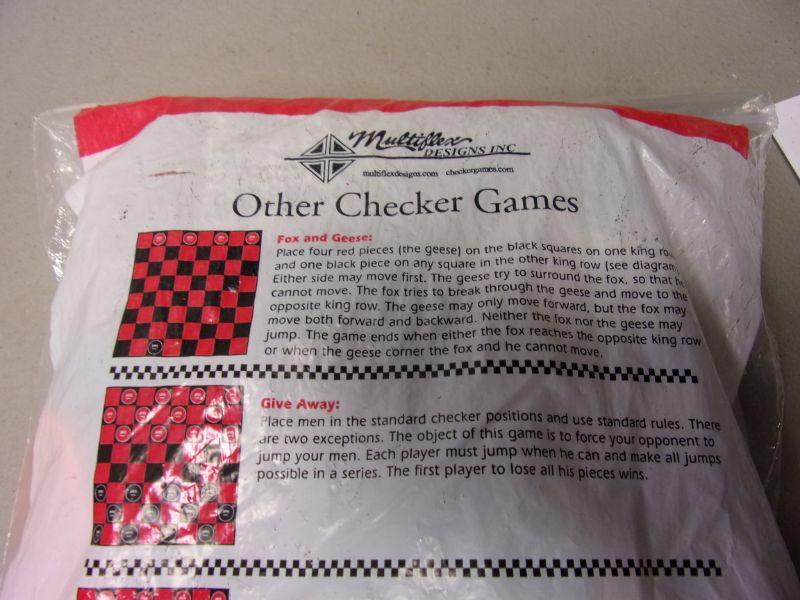 Multiflex
DESIGNS INC
multiflexdesigns.com checkergames.com
Other Checker Games
Fox and Geese:
Place four red pieces (the geese) on the black squares on one king
and one black piece on any square in the other king row (see diagram
Either side may move first. The geese try to surround the fox, so that
cannot move. The fox tries to break through the geese and move to the
opposite king row. The geese may only move forward, but the fox may
move both forward and backward. Neither the fox nor the geese may
jump. The game ends when either the fox reaches the opposite king row
or when the geese corner the fox and he cannot move.
Give Away:
Place men in the standard checker positions and use standard rules. There
are two exceptions. The object of this game is to force your opponent to
jump your men. Each player must jump when he can and make all jumps
possible in a series. The first player to lose all his pieces wins.